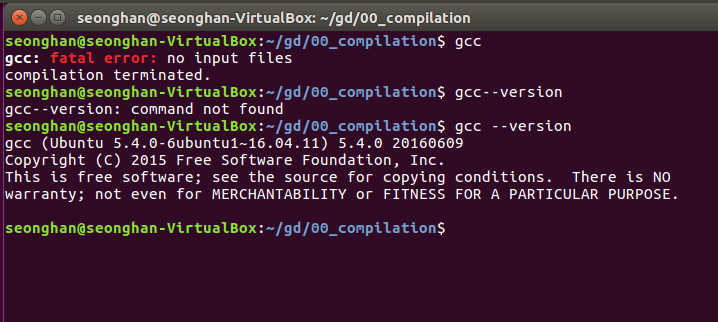 seonghan@seonghan-VirtualBox: ~/gd/00_compilation
seonghan@seonghan-VirtualBox:~/gd/00_compilation$ gcc
gcc: fatal error: no input files
compilation terminated.
seonghan@seonghan-VirtualBox:~/gd/00_compilation$ gcc--version
gcc--version: command not found
seonghan@seonghan-VirtualBox:~/gd/00_compilation$ gcc --version
gcc (Ubuntu 5.4.0-6ubuntu1~16.04.11) 5.4.0 20160609
Copyright (C) 2015 Free Software Foundation, Inc.
This is free software; see the source for copying conditions.  There is NO
warranty; not even for MERCHANTABILITY or FITNESS FOR A PARTICULAR PURPOSE.
seonghan@seonghan-VirtualBox:~/gd/00_compilation$